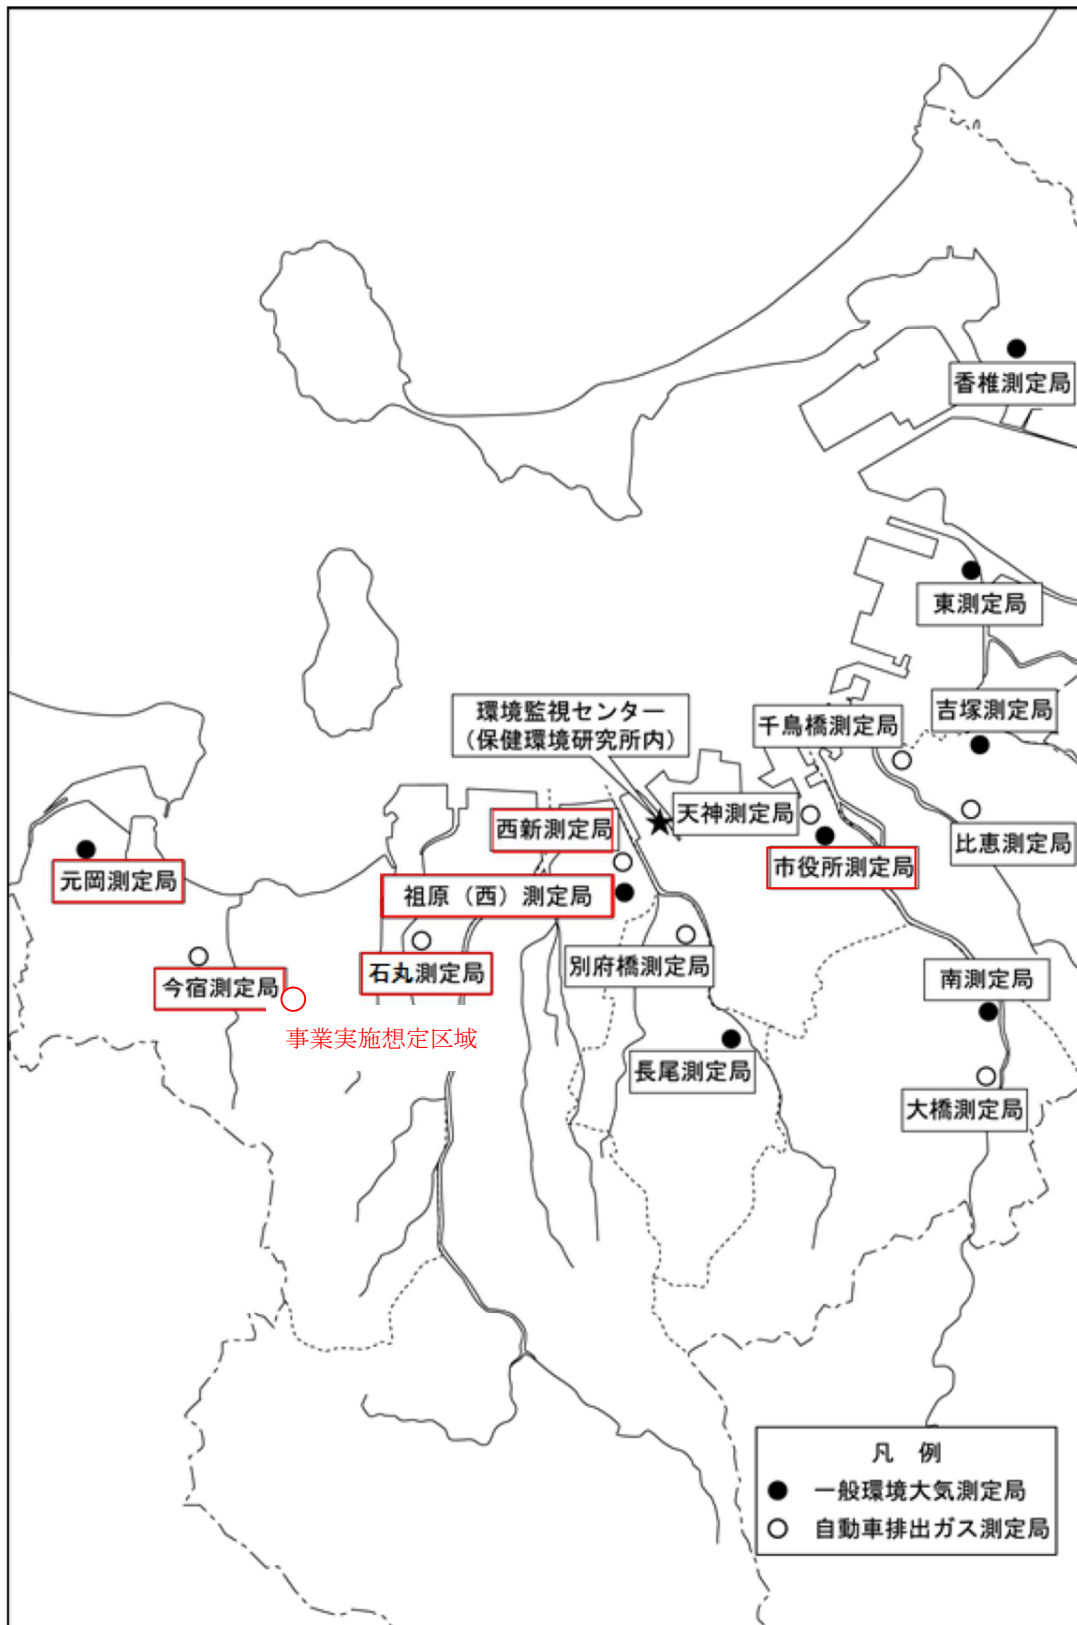 香椎測定局
東測定局
吉塚測定局
千鳥橋測定局
環境監視センター
（保健環境研究所内）
天神測定局
西新測定局
比恵測定局
市役所測定局
元岡測定局
祖原（西）測定局
別府橋測定局
石丸測定局
今宿測定局
南測定局
事業実施想定区域
長尾測定局
大橋測定局
凡 例
● 一般環境大気測定局
○ 自動車排出ガス測定局